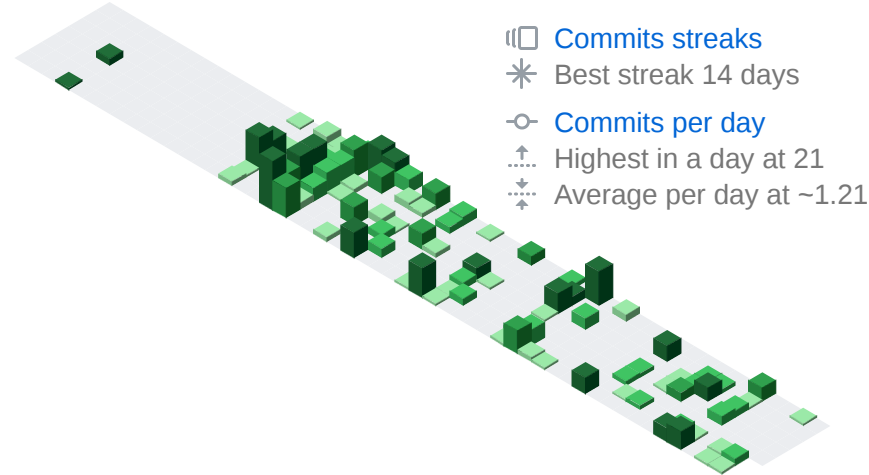 Commits streaks
Best streak 14 days
Commits per day
Highest in a day at 21
Average per day at ~1.21